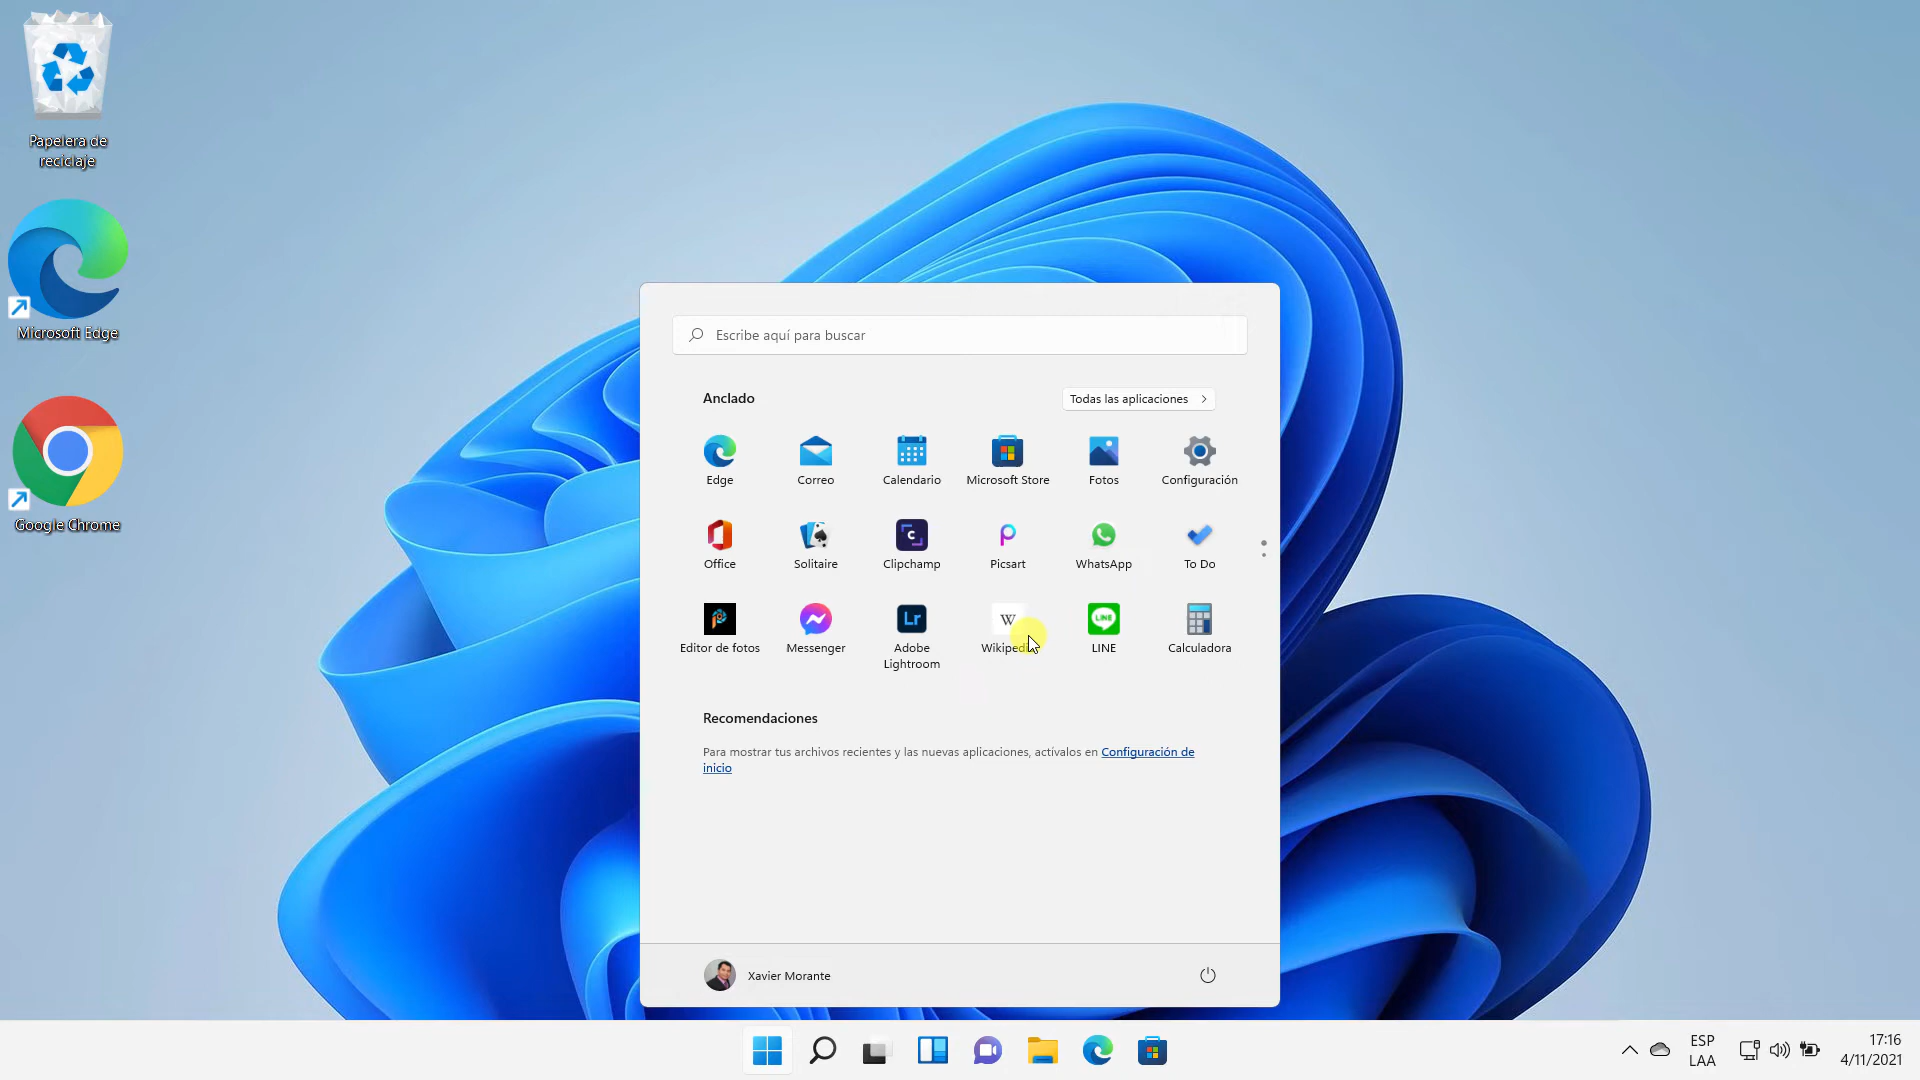 Papelera de
reciclaje
Microsoft Edge
Google Chrome
Escribe aquí para buscar
Anclado
Todas las aplicaciones
Edge
Correo
Calendario
Microsoft Store
Fotos
Configuración
Office
Solitaire
Clipchamp
Picsart
WhatsApp
To Do
Editor de fotos
Messenger
Lr
Adobe
Lightroom
W
LINE
LINE
Calculadora
Recomendaciones
Para mostrar tus archivos recientes y las nuevas aplicaciones, actívalos en Configuración de
inicio
Xavier Morante
ESP
LAA
17:16
4/11/2021